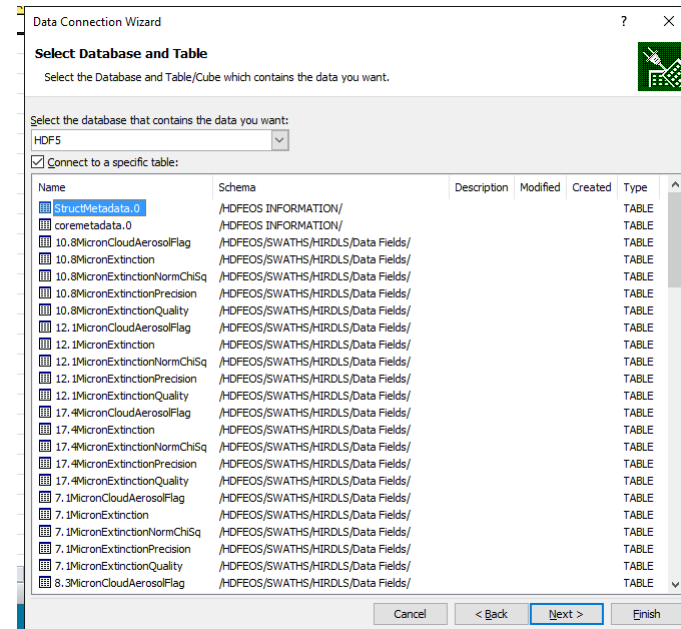 Data Connection Wizard ? ×
Select Database and Table
Select the Database and Table/Cube which contains the data you want.
Select the database that contains the data you want:
HDF5
Connect to a specific table:
Name Schema Description Modified Created Type
StructMetadata.0 /HDFEOS INFORMATION/ TABLE
coremetadata.0 /HDFEOS INFORMATION/ TABLE
10.8MicronCloudAerosolFlag /HDFEOS/SWATHS/HIRDLS/Data Fields/ TABLE
10.8MicronExtinction /HDFEOS/SWATHS/HIRDLS/Data Fields/ TABLE
10.8MicronExtinctionNormChiSq /HDFEOS/SWATHS/HIRDLS/Data Fields/ TABLE
10.8MicronExtinctionPrecision /HDFEOS/SWATHS/HIRDLS/Data Fields/ TABLE
10.8MicronExtinctionQuality /HDFEOS/SWATHS/HIRDLS/Data Fields/ TABLE
12.1MicronCloudAerosolFlag /HDFEOS/SWATHS/HIRDLS/Data Fields/ TABLE
12.1MicronExtinction /HDFEOS/SWATHS/HIRDLS/Data Fields/ TABLE
12.1MicronExtinctionNormChiSq /HDFEOS/SWATHS/HIRDLS/Data Fields/ TABLE
12.1MicronExtinctionPrecision /HDFEOS/SWATHS/HIRDLS/Data Fields/ TABLE
12.1MicronExtinctionQuality /HDFEOS/SWATHS/HIRDLS/Data Fields/ TABLE
17.4MicronCloudAerosolFlag /HDFEOS/SWATHS/HIRDLS/Data Fields/ TABLE
17.4MicronExtinction /HDFEOS/SWATHS/HIRDLS/Data Fields/ TABLE
17.4MicronExtinctionNormChiSq /HDFEOS/SWATHS/HIRDLS/Data Fields/ TABLE
17.4MicronExtinctionPrecision /HDFEOS/SWATHS/HIRDLS/Data Fields/ TABLE
17.4MicronExtinctionQuality /HDFEOS/SWATHS/HIRDLS/Data Fields/ TABLE
7.1MicronCloudAerosolFlag /HDFEOS/SWATHS/HIRDLS/Data Fields/ TABLE
7.1MicronExtinction /HDFEOS/SWATHS/HIRDLS/Data Fields/ TABLE
7.1MicronExtinctionNormChiSq /HDFEOS/SWATHS/HIRDLS/Data Fields/ TABLE
7.1MicronExtinctionPrecision /HDFEOS/SWATHS/HIRDLS/Data Fields/ TABLE
7.1MicronExtinctionQuality /HDFEOS/SWATHS/HIRDLS/Data Fields/ TABLE
8.3MicronCloudAerosolFlag /HDFEOS/SWATHS/HIRDLS/Data Fields/ TABLE
Cancel < Back Next > Finish